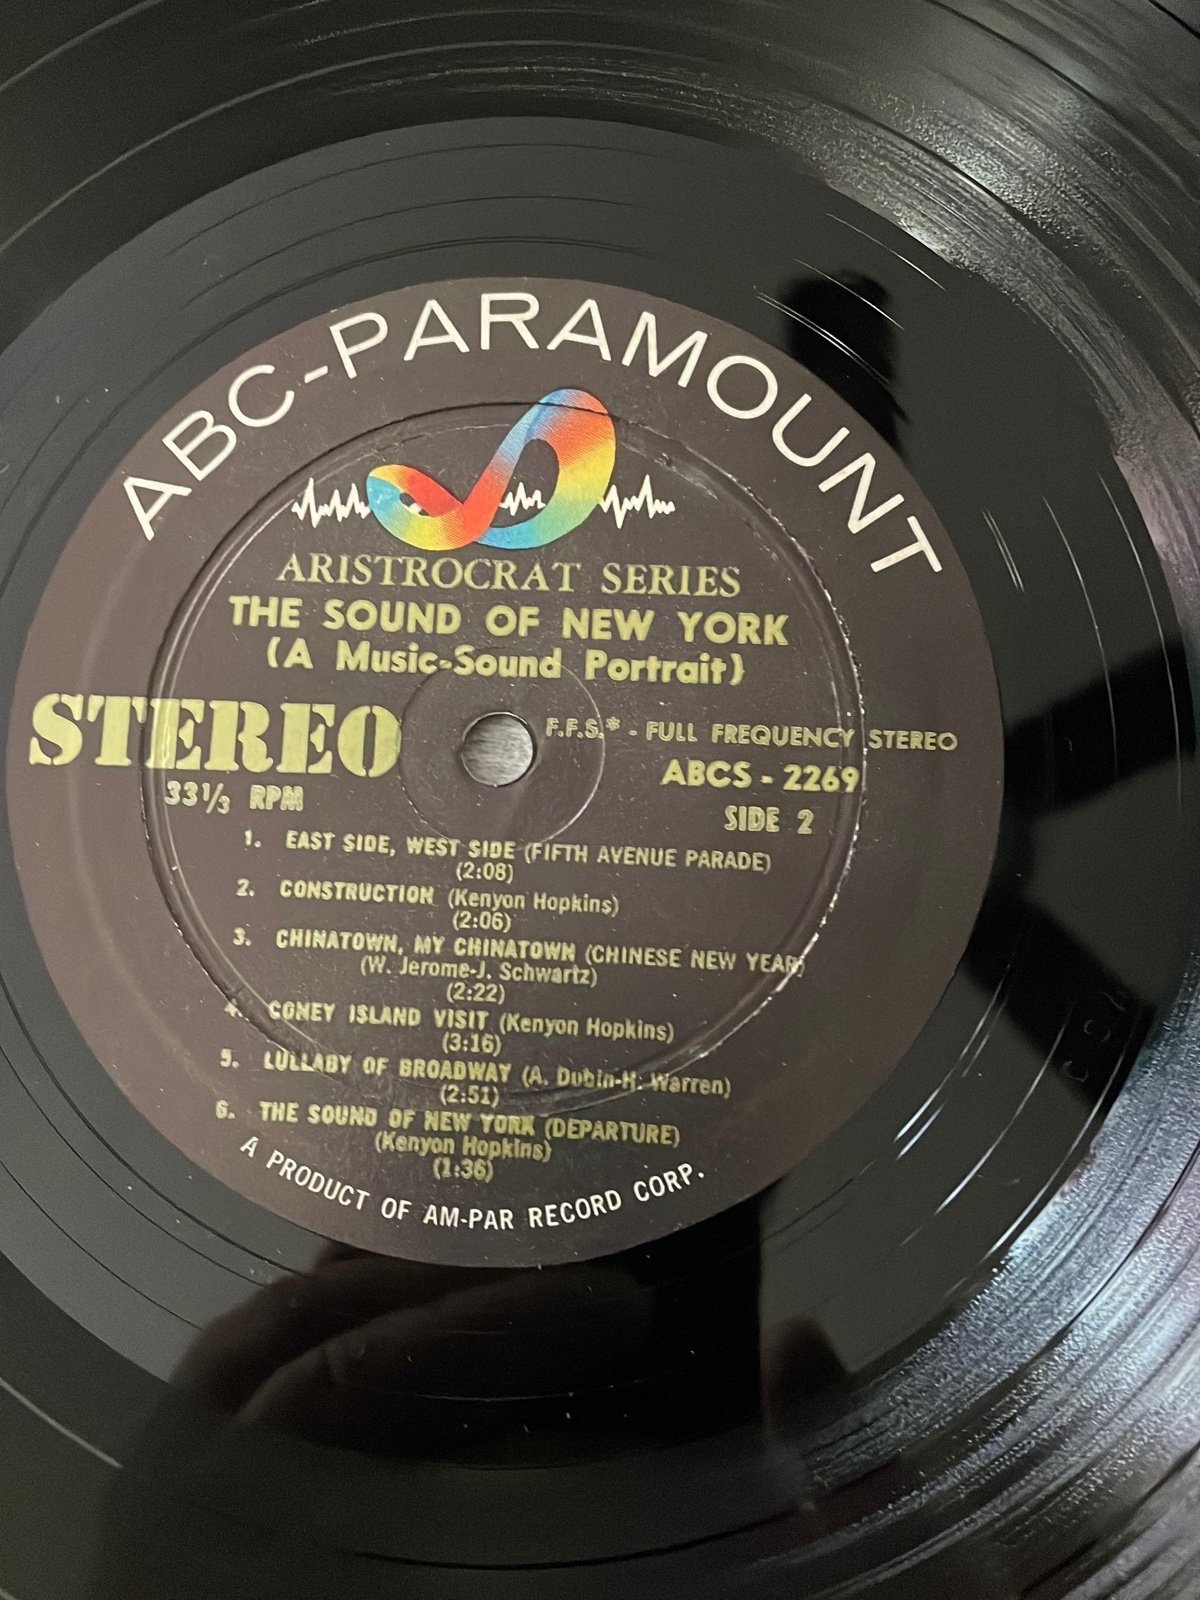 ABC-PARAMOUNT
ARISTROCRAT SERIES
THE SOUND OF NEW YORK
(A Music-Sound Portrait)
STEREO
33 1/3 RPM
F.F.S.* - FULL FREQUENCY STEREO
ABCS - 2269
SIDE 2
1. EAST SIDE, WEST SIDE (FIFTH AVENUE PARADE)
(2:08)
2. CONSTRUCTION (Kenyon Hopkins)
(2:06)
3. CHINATOWN, MY CHINATOWN (CHINESE NEW YEAR)
(W. Jerome-J. Schwartz)
(2:22)
4. CONEY ISLAND VISIT (Kenyon Hopkins)
(3:16)
5. LULLABY OF BROADWAY (A. Dubin-H. Warren)
(2:51)
6. THE SOUND OF NEW YORK (DEPARTURE)
(Kenyon Hopkins)
(1:36)
A PRODUCT OF AM-PAR RECORD CORP.